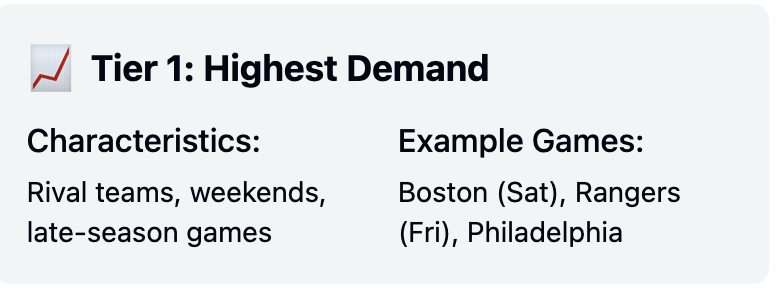 Tier 1: Highest Demand
Characteristics:
Rival teams, weekends,
late-season games
Example Games:
Boston (Sat), Rangers
(Fri), Philadelphia